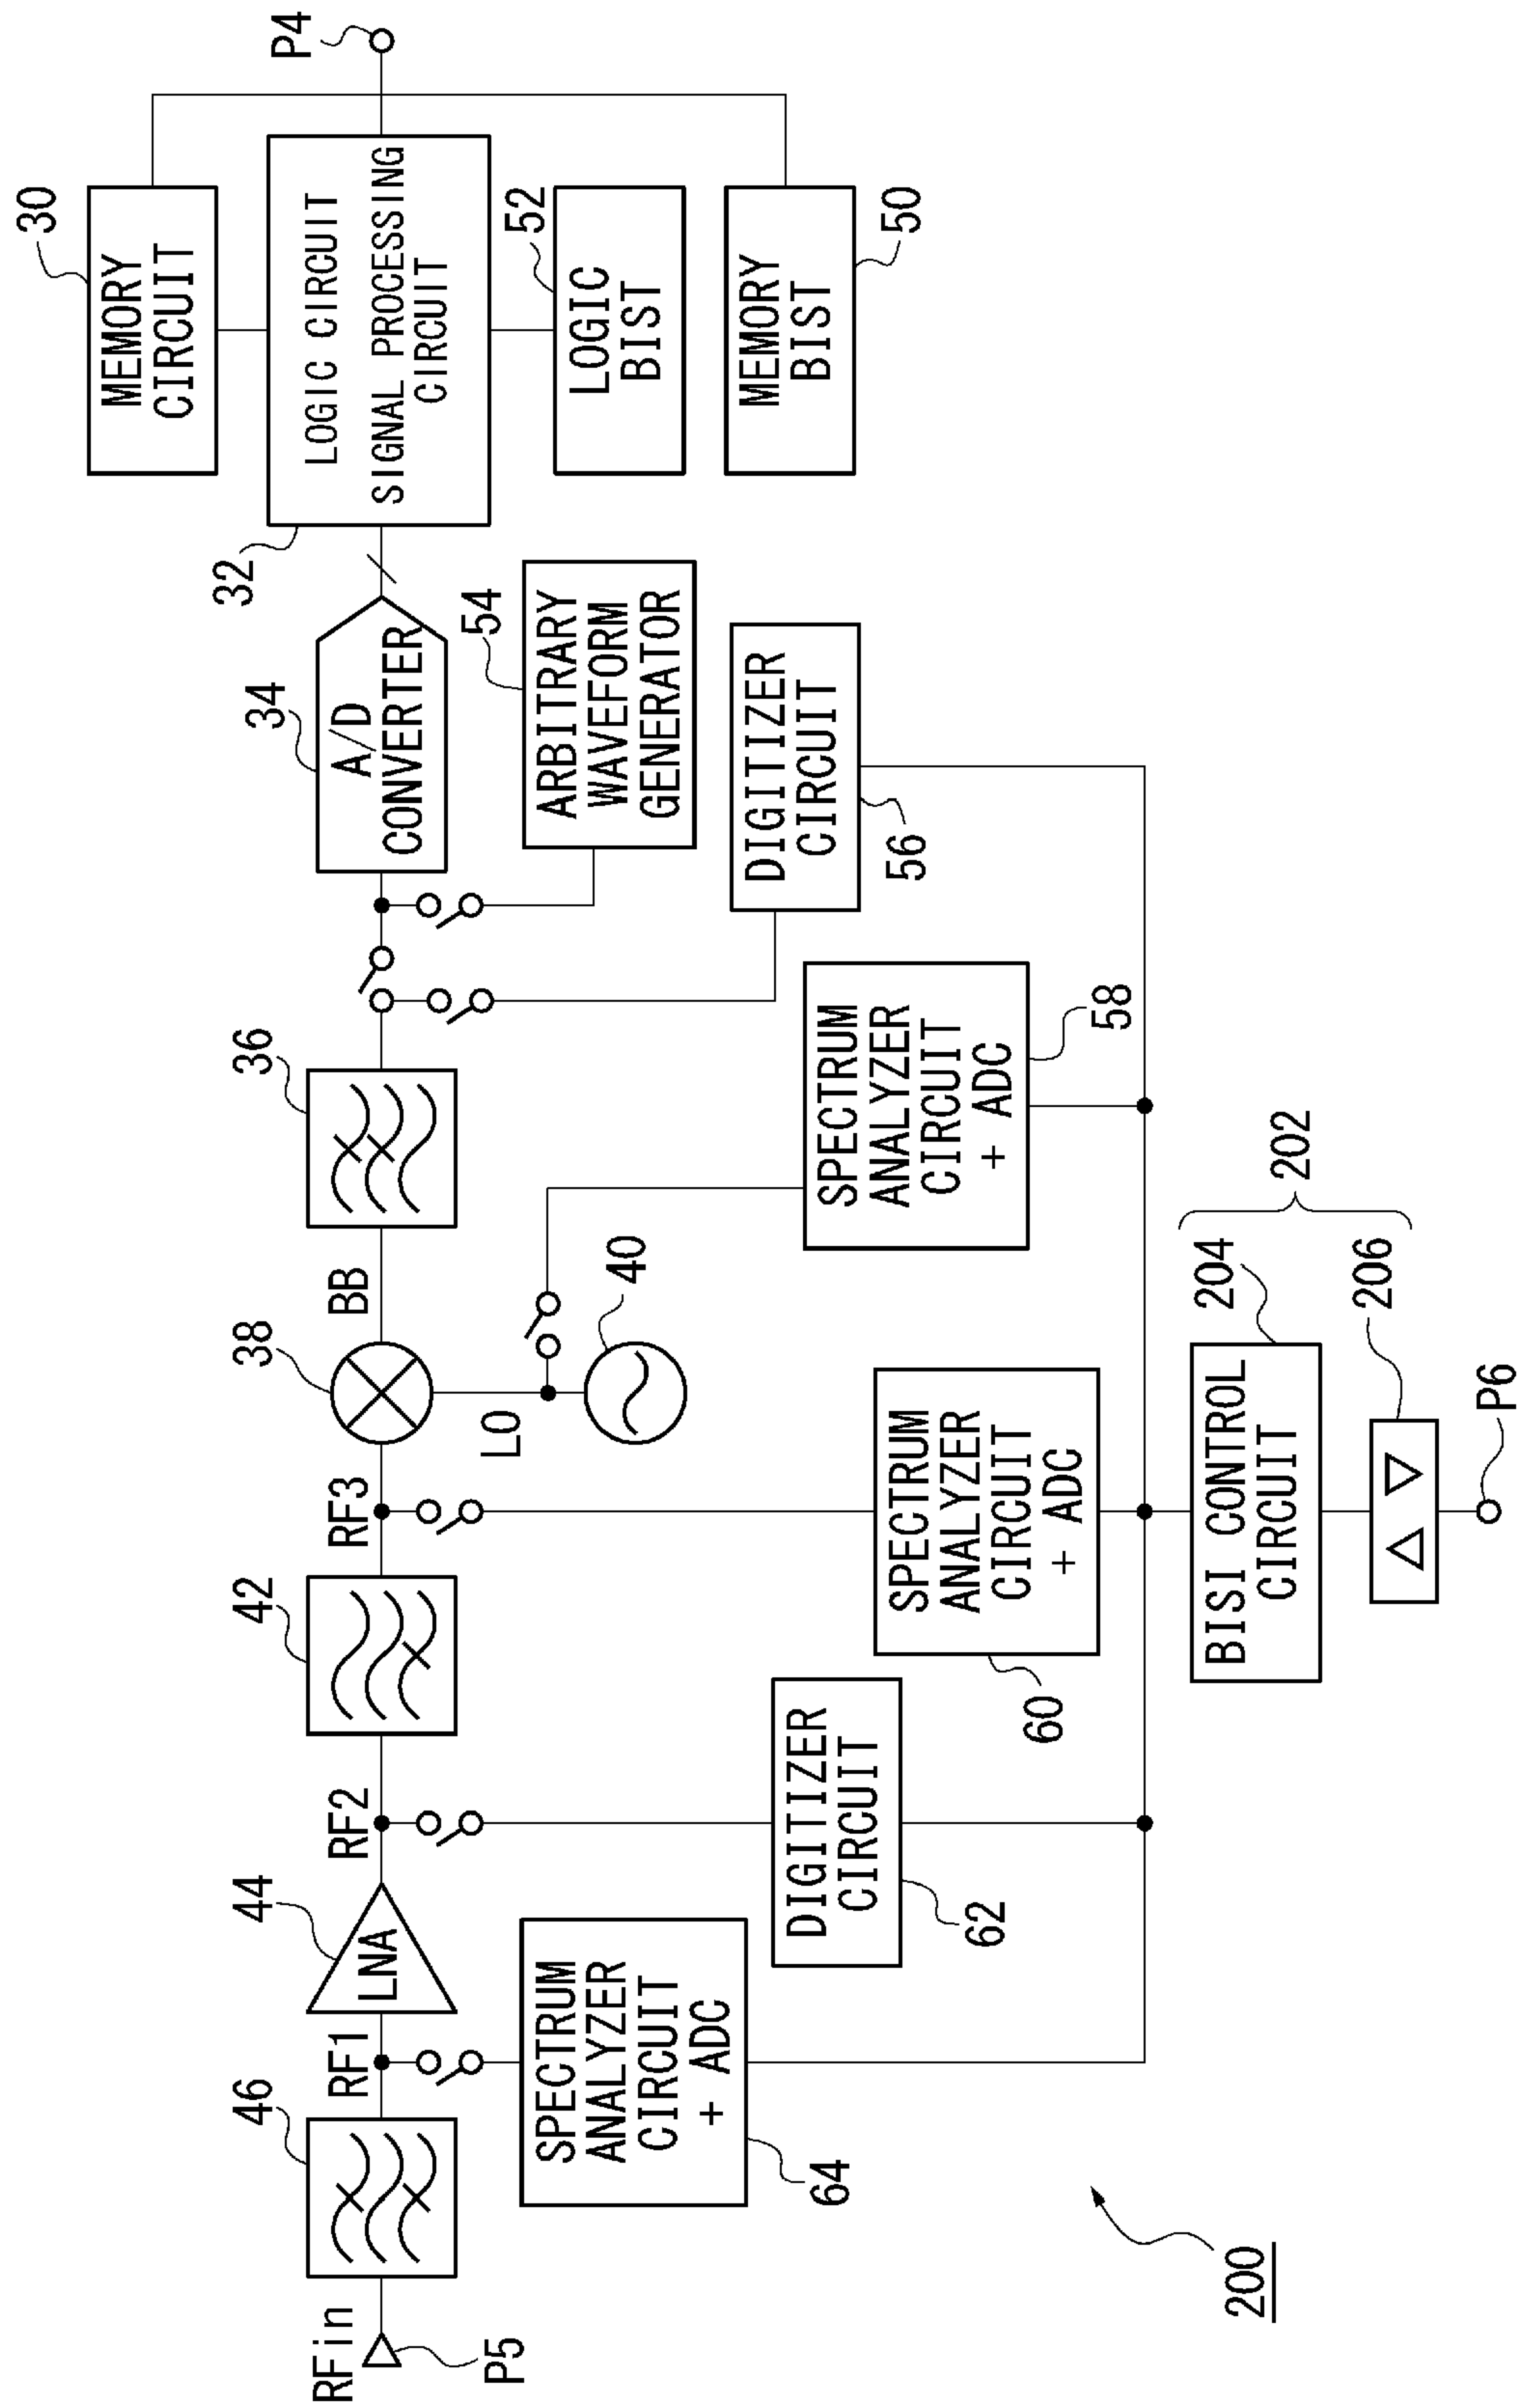 RFin
P5
46
RF1
44
LNA
RF2
42
RF3
38
BB
LO
40
36
34
A/D
CONVERTER
32
30
MEMORY
CIRCUIT
LOGIC CIRCUIT
SIGNAL PROCESSING
CIRCUIT
P4
52
LOGIC
BIST
MEMORY
BIST
50
54
ARBITRARY
WAVEFORM
GENERATOR
DIGITIZER
CIRCUIT
56
SPECTRUM
ANALYZER
CIRCUIT
+ ADC
58
SPECTRUM
ANALYZER
CIRCUIT
+ ADC
60
DIGITIZER
CIRCUIT
62
SPECTRUM
ANALYZER
CIRCUIT
+ ADC
64
202
204
BISI CONTROL
CIRCUIT
206
P6
200